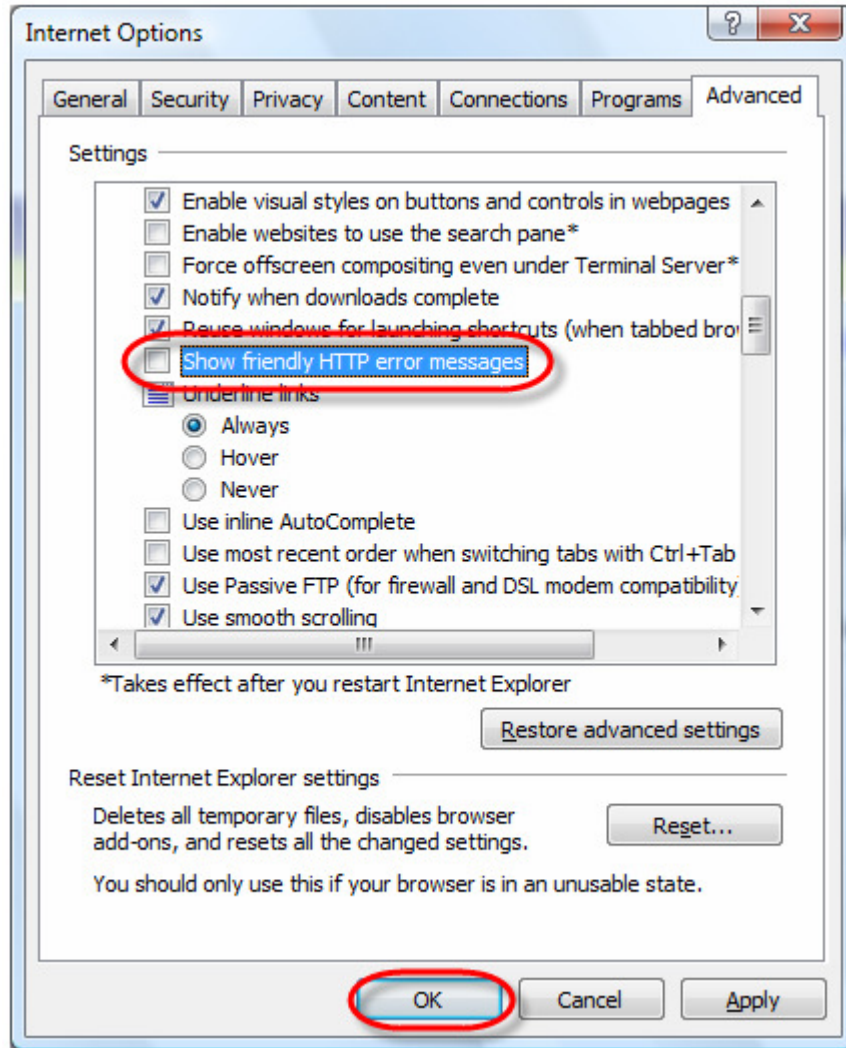 Internet Options
General Security Privacy Content Connections Programs Advanced
Settings
Enable visual styles on buttons and controls in webpages
Enable websites to use the search pane*
Force offscreen compositing even under Terminal Server*
Notify when downloads complete
Reuse windows for launching shortcuts (when tabbed brow
Show friendly HTTP error messages
Underline links
Always
Hover
Never
Use inline AutoComplete
Use most recent order when switching tabs with Ctrl+Tab
Use Passive FTP (for firewall and DSL modem compatibility)
Use smooth scrolling
*Takes effect after you restart Internet Explorer
Restore advanced settings
Reset Internet Explorer settings
Deletes all temporary files, disables browser
add-ons, and resets all the changed settings.
Reset...
You should only use this if your browser is in an unusable state.
OK Cancel Apply